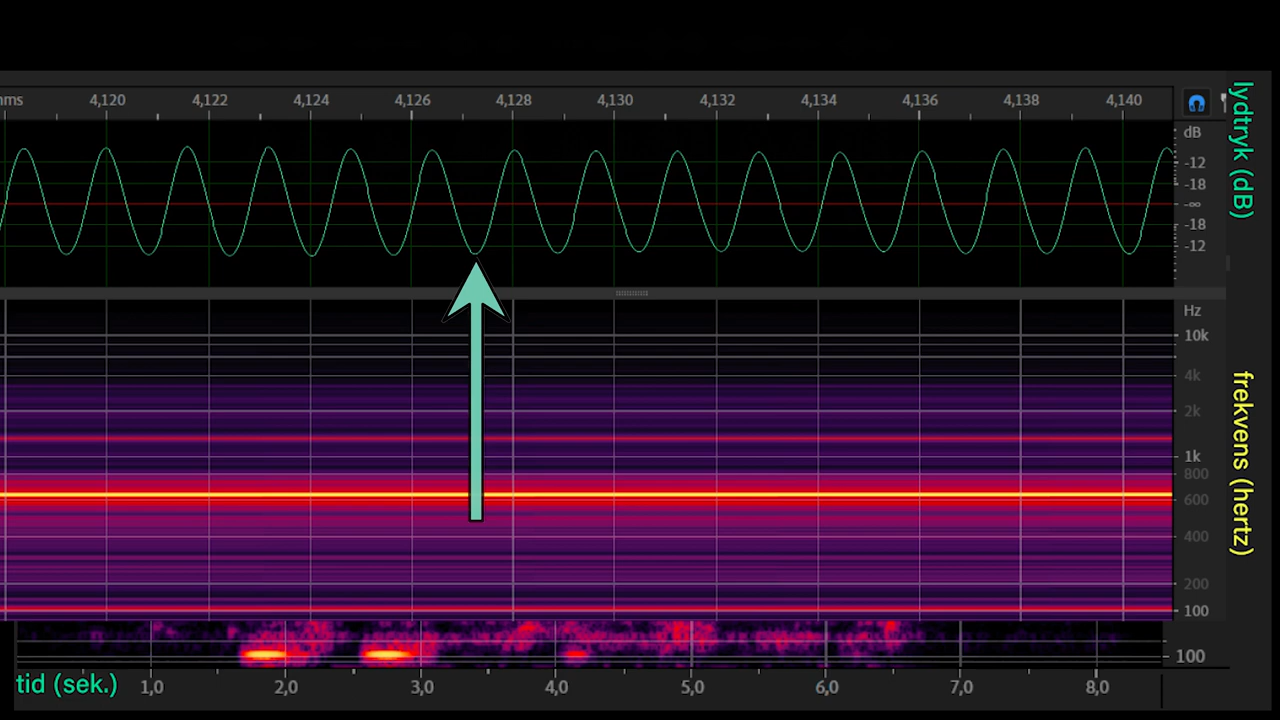 hms 4,120 4,122 4,124 4,126 4,128 4,130 4,132 4,134 4,136 4,138 4,140
dB
-12
-18
-∞
-18
-12
lydtryk (dB)
Hz
10k
4k
2k
1k
800
600
400
200
100
frekvens (hertz)
100
tid (sek.) 1,0 2,0 3,0 4,0 5,0 6,0 7,0 8,0